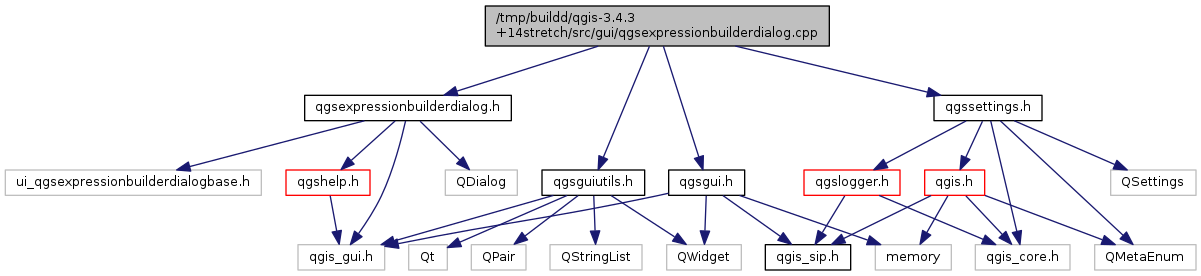 /tmp/buildd/qgis-3.4.3
+14stretch/src/gui/qgsexpressionbuilderdialog.cpp
qgsexpressionbuilderdialog.h
qgssettings.h
ui_qgsexpressionbuilderdialogbase.h
qgshelp.h
QDialog
qgsguiutils.h
qgsgui.h
qgslogger.h
qgis.h
QSettings
qgis_gui.h
Qt
QPair
QStringList
QWidget
qgis_sip.h
memory
qgis_core.h
QMetaEnum